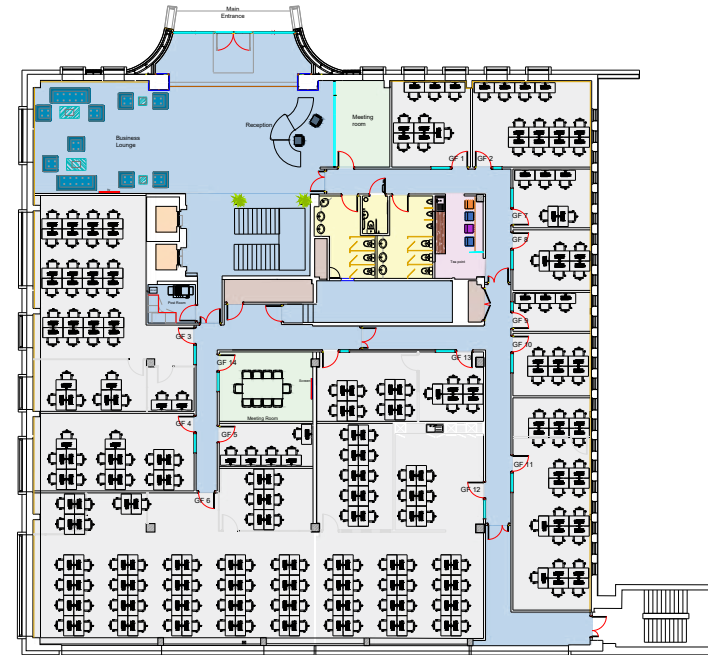 Main
Entrance
Meeting
room
Reception
Business
Lounge
GF 1
GF 2
GF 7
GF 8
Tea point
Post Room
GF 9
GF 3
GF 10
GF 14
GF 13
Screen
Meeting Room
GF 4
GF 5
GF 11
GF 12
GF 6